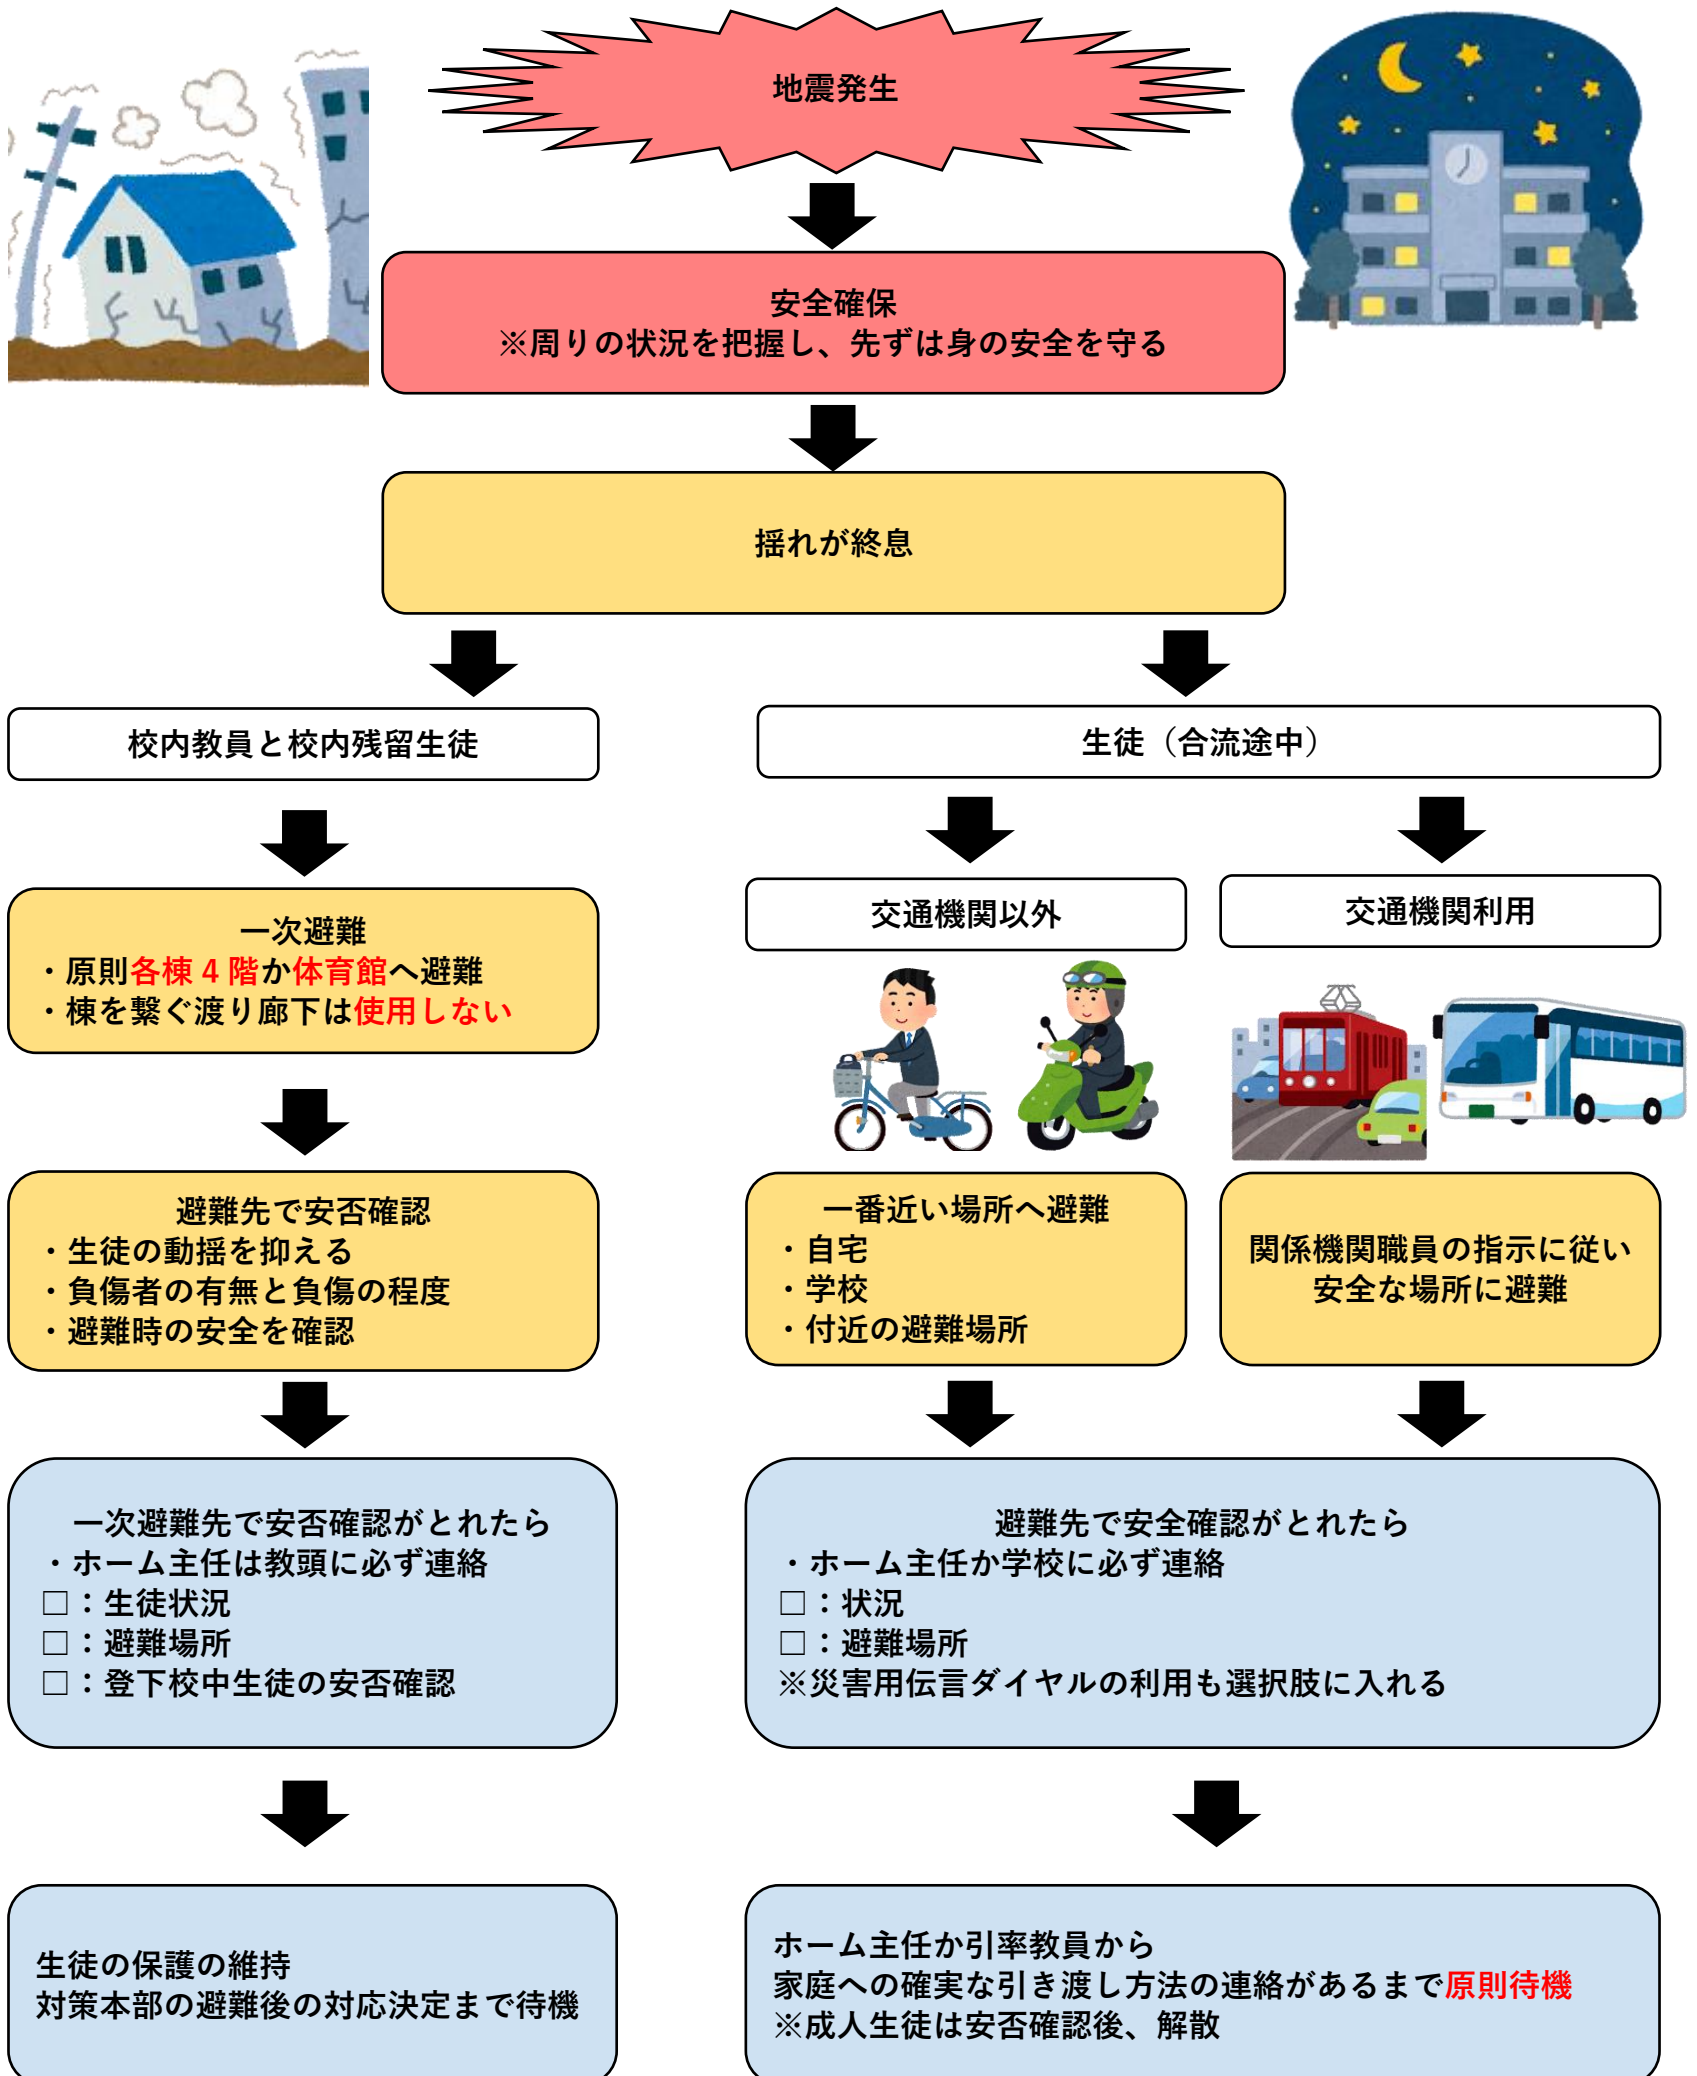 地震発生
安全確保
※周りの状況を把握し、先ずは身の安全を守る
揺れが終息
校内教員と校内残留生徒
一次避難
・原則各棟４階か体育館へ避難
・棟を繋ぐ渡り廊下は使用しない
避難先で安否確認
・生徒の動揺を抑える
・負傷者の有無と負傷の程度
・避難時の安全を確認
一次避難先で安否確認がとれたら
・ホーム主任は教頭に必ず連絡
□：生徒状況
□：避難場所
□：登下校中生徒の安否確認
生徒の保護の維持
対策本部の避難後の対応決定まで待機
生徒（合流途中）
交通機関以外
交通機関利用
一番近い場所へ避難
・自宅
・学校
・付近の避難場所
関係機関職員の指示に従い
安全な場所に避難
避難先で安全確認がとれたら
・ホーム主任か学校に必ず連絡
□：状況
□：避難場所
※災害用伝言ダイヤルの利用も選択肢に入れる
ホーム主任か引率教員から
家庭への確実な引き渡し方法の連絡があるまで原則待機
※成人生徒は安否確認後、解散